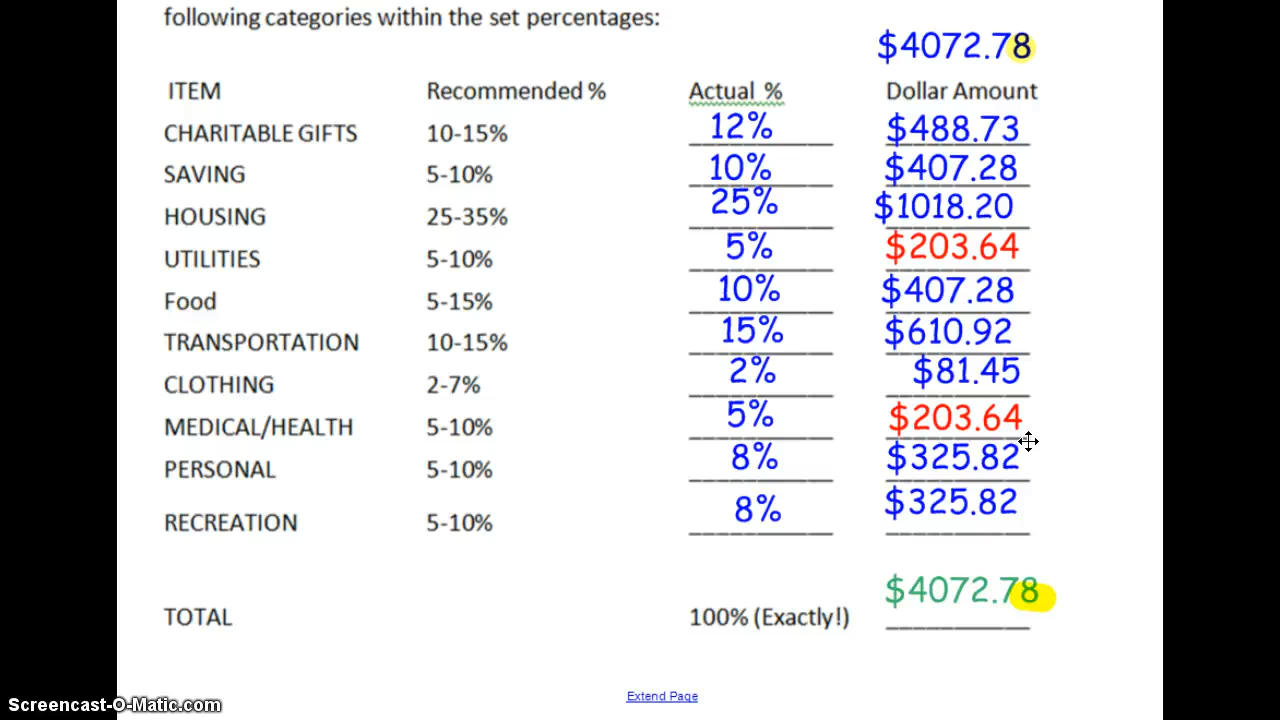 following categories within the set percentages:
$4072.78
ITEM Recommended % Actual % Dollar Amount
CHARITABLE GIFTS 10-15% 12% $488.73
SAVING 5-10% 10% $407.28
HOUSING 25-35% 25% $1018.20
UTILITIES 5-10% 5% $203.64
Food 5-15% 10% $407.28
TRANSPORTATION 10-15% 15% $610.92
CLOTHING 2-7% 2% $81.45
MEDICAL/HEALTH 5-10% 5% $203.64
PERSONAL 5-10% 8% $325.82
RECREATION 5-10% 8% $325.82
TOTAL 100% (Exactly!) $4072.78
Extend Page
Screencast-O-Matic.com